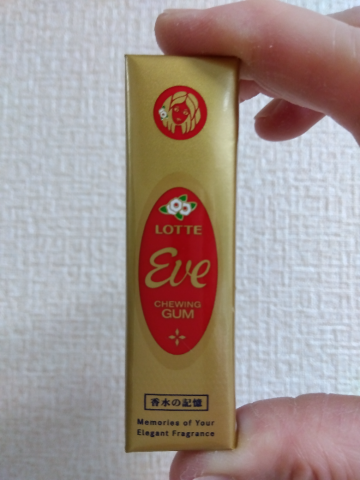 LOTTE
Eve
CHEWING
GUM
香水の記憶
Memories of Your
Elegant Fragrance